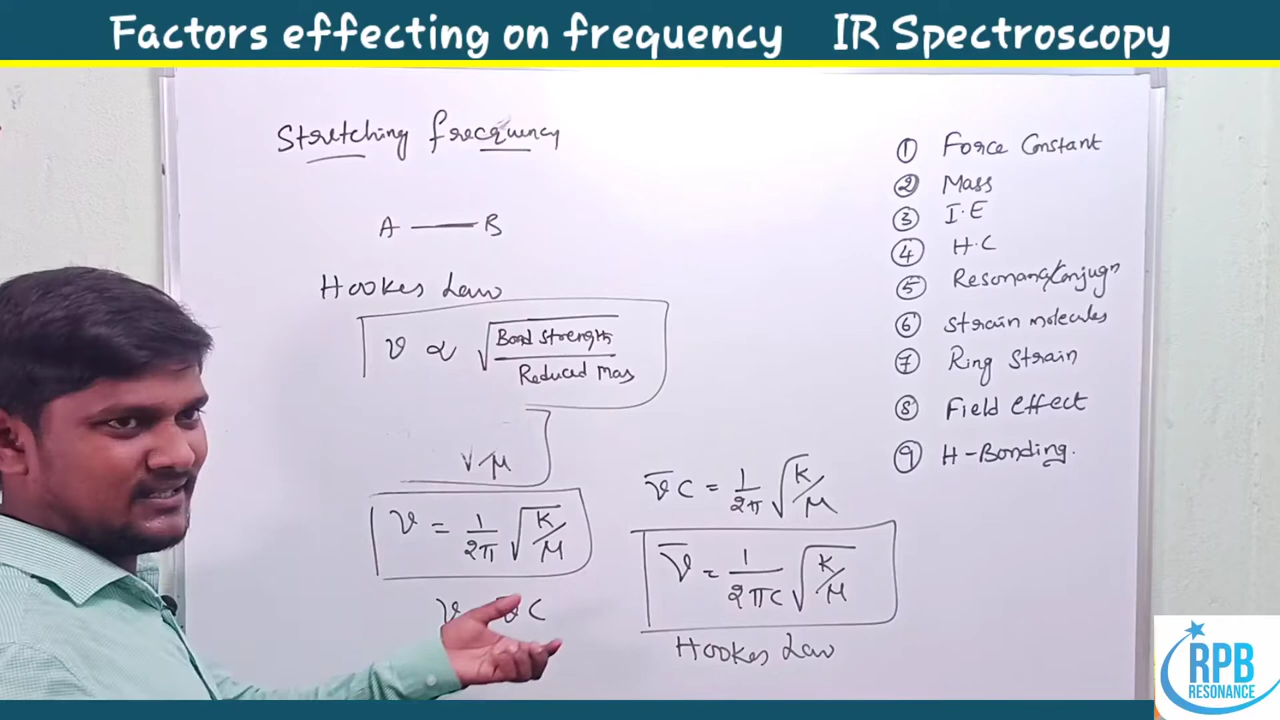 Factors effecting on frequency IR Spectroscopy
Stretching frequency
A — B
Hookes Law
ν ∝ √(Bond Strength / Reduced Mas)
√μ
ν = 1/2π √K/μ
ν̅ C
ν̅ C = 1/2π √K/μ
ν̅ = 1/2πc √K/μ
Hookes Law
① Force Constant
② Mass
③ I.E
④ H.C
⑤ Resonang/Conjugn
⑥ Strain molecules
⑦ Ring Strain
⑧ Field effect
⑨ H-Bonding.
RPB
RESONANCE